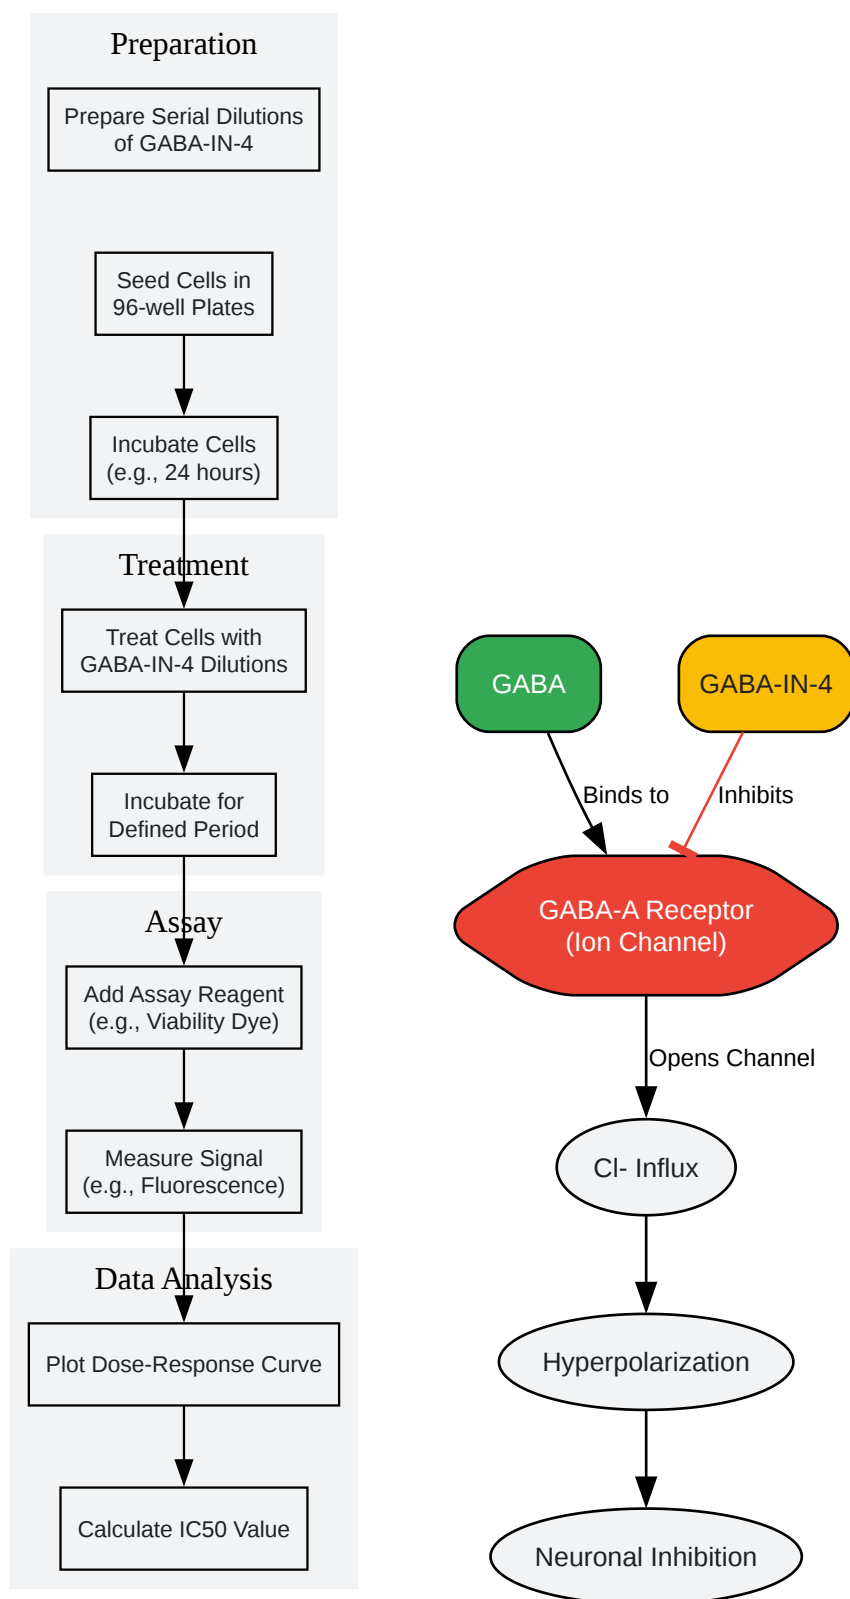 Preparation
Prepare Serial Dilutions
of GABA-IN-4
Seed Cells in
96-well Plates
Incubate Cells
(e.g., 24 hours)
Treatment
Treat Cells with
GABA-IN-4 Dilutions
Incubate for
Defined Period
Assay
Add Assay Reagent
(e.g., Viability Dye)
Measure Signal
(e.g., Fluorescence)
Data Analysis
Plot Dose-Response Curve
Calculate IC50 Value
GABA
GABA-IN-4
Binds to
Inhibits
GABA-A Receptor
(Ion Channel)
Opens Channel
Cl- Influx
Hyperpolarization
Neuronal Inhibition